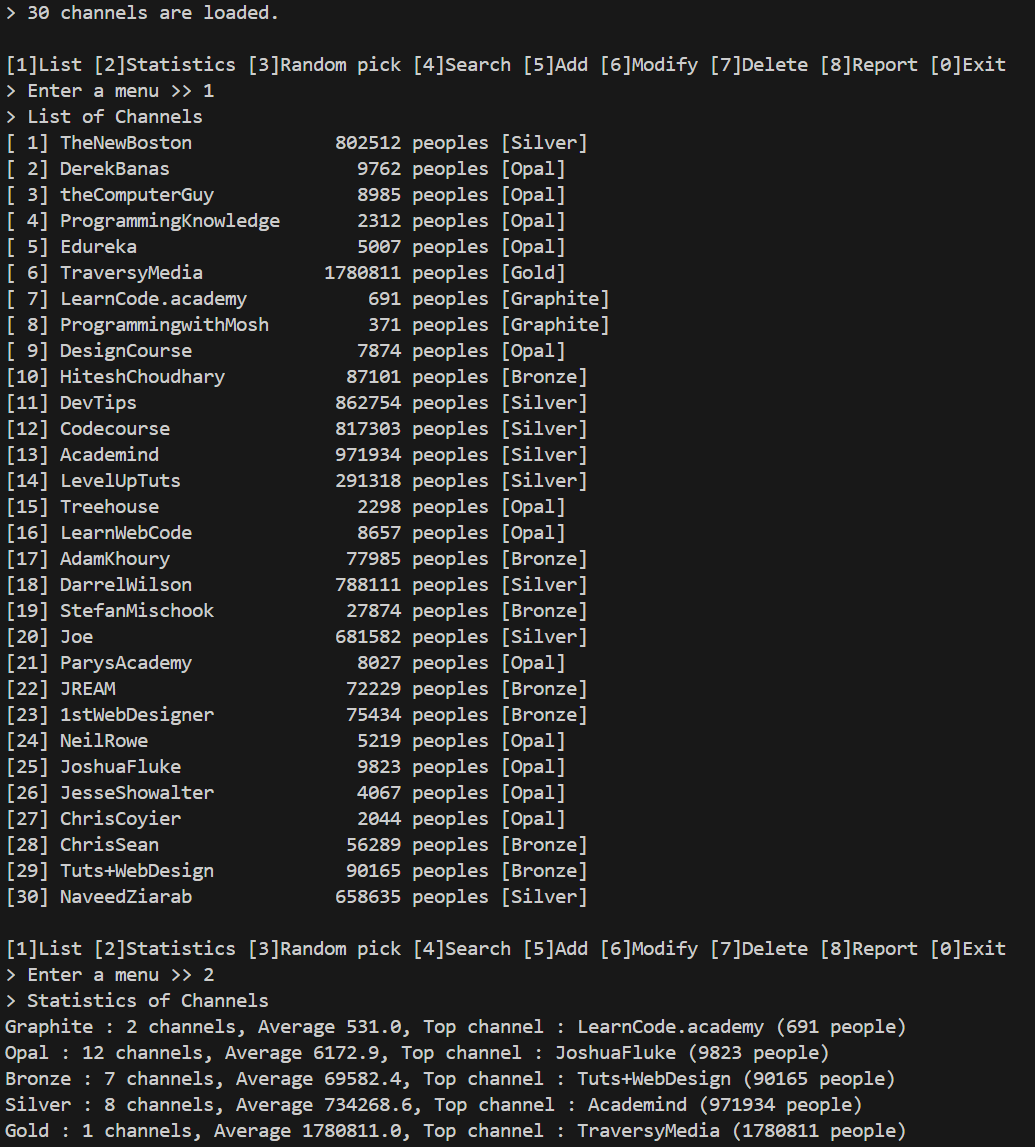 > 30 channels are loaded.
[1]List [2]Statistics [3]Random pick [4]Search [5]Add [6]Modify [7]Delete [8]Report [0]Exit
> Enter a menu >> 1
> List of Channels
[ 1] TheNewBoston 802512 peoples [Silver]
[ 2] DerekBanas 9762 peoples [Opal]
[ 3] theComputerGuy 8985 peoples [Opal]
[ 4] ProgrammingKnowledge 2312 peoples [Opal]
[ 5] Edureka 5007 peoples [Opal]
[ 6] TraversyMedia 1780811 peoples [Gold]
[ 7] LearnCode.academy 691 peoples [Graphite]
[ 8] ProgrammingwithMosh 371 peoples [Graphite]
[ 9] DesignCourse 7874 peoples [Opal]
[10] HiteshChoudhary 87101 peoples [Bronze]
[11] DevTips 862754 peoples [Silver]
[12] Codecourse 817303 peoples [Silver]
[13] Academind 971934 peoples [Silver]
[14] LevelUpTuts 291318 peoples [Silver]
[15] Treehouse 2298 peoples [Opal]
[16] LearnWebCode 8657 peoples [Opal]
[17] AdamKhoury 77985 peoples [Bronze]
[18] DarrelWilson 788111 peoples [Silver]
[19] StefanMischook 27874 peoples [Bronze]
[20] Joe 681582 peoples [Silver]
[21] ParysAcademy 8027 peoples [Opal]
[22] JREAM 72229 peoples [Bronze]
[23] 1stWebDesigner 75434 peoples [Bronze]
[24] NeilRowe 5219 peoples [Opal]
[25] JoshuaFluke 9823 peoples [Opal]
[26] JesseShowalter 4067 peoples [Opal]
[27] ChrisCoyier 2044 peoples [Opal]
[28] ChrisSean 56289 peoples [Bronze]
[29] Tuts+WebDesign 90165 peoples [Bronze]
[30] NaveedZiarab 658635 peoples [Silver]
[1]List [2]Statistics [3]Random pick [4]Search [5]Add [6]Modify [7]Delete [8]Report [0]Exit
> Enter a menu >> 2
> Statistics of Channels
Graphite : 2 channels, Average 531.0, Top channel : LearnCode.academy (691 people)
Opal : 12 channels, Average 6172.9, Top channel : JoshuaFluke (9823 people)
Bronze : 7 channels, Average 69582.4, Top channel : Tuts+WebDesign (90165 people)
Silver : 8 channels, Average 734268.6, Top channel : Academind (971934 people)
Gold : 1 channels, Average 1780811.0, Top channel : TraversyMedia (1780811 people)